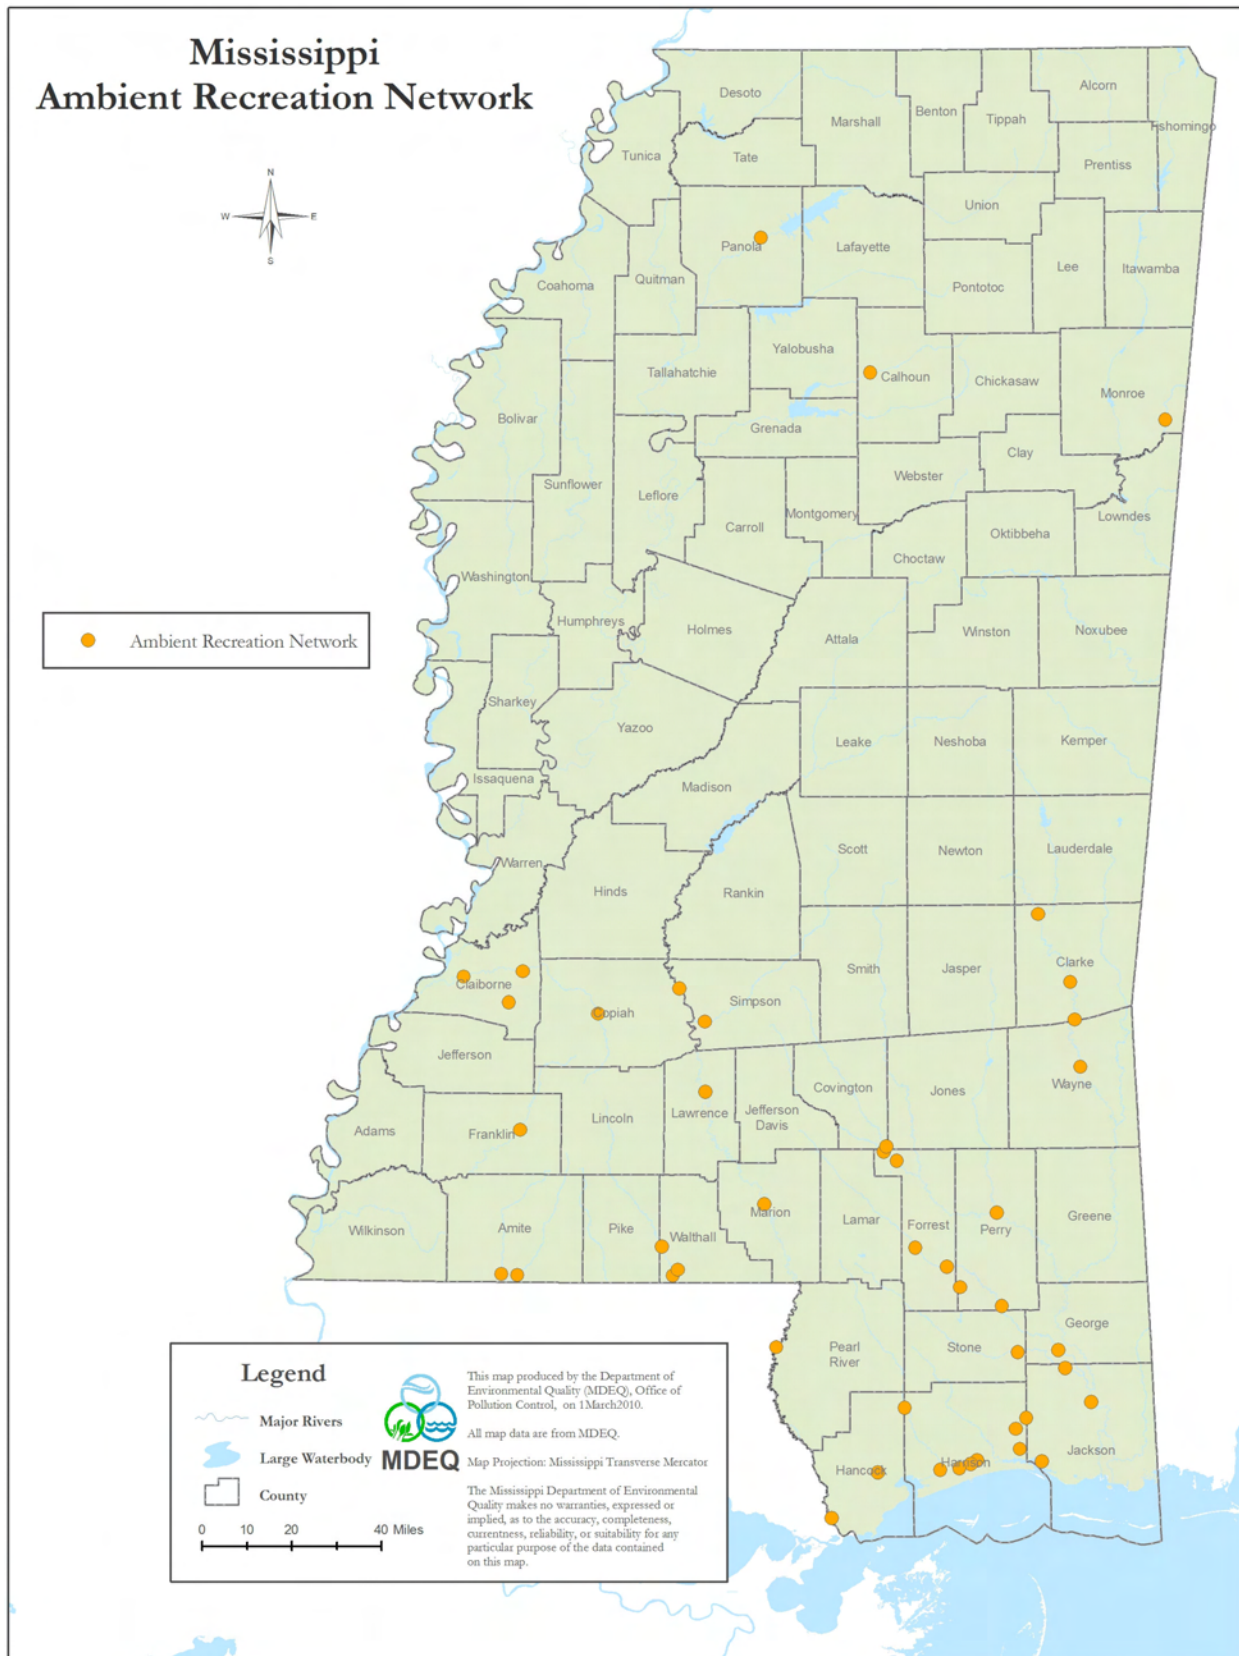 Mississippi
Ambient Recreation Network
N
W E
S
Desoto
Marshall
Benton
Tippah
Alcorn
Tishomingo
Tunica
Tate
Prentiss
Union
Panola
Lafayette
Coahoma
Quitman
Pontotoc
Lee
Itawamba
Yalobusha
Tallahatchie
Calhoun
Chickasaw
Monroe
Bolivar
Grenada
Clay
Sunflower
Leflore
Webster
Carroll
Montgomery
Lowndes
Oktibbeha
Choctaw
Washington
Humphreys
Holmes
Attala
Winston
Noxubee
Ambient Recreation Network
Sharkey
Yazoo
Leake
Neshoba
Kemper
Issaquena
Madison
Warren
Scott
Newton
Lauderdale
Hinds
Rankin
Claiborne
Copiah
Simpson
Smith
Jasper
Clarke
Jefferson
Wayne
Covington
Jones
Adams
Franklin
Lincoln
Lawrence
Jefferson
Davis
Wilkinson
Amite
Pike
Walthall
Marion
Lamar
Forrest
Perry
Greene
Pearl
River
Stone
George
Hancock
Harrison
Jackson
Legend
Major Rivers
Large Waterbody
County
0 10 20 40 Miles
MDEQ
This map produced by the Department of
Environmental Quality (MDEQ), Office of
Pollution Control, on 1March2010.
All map data are from MDEQ.
Map Projection: Mississippi Transverse Mercator
The Mississippi Department of Environmental
Quality makes no warranties, expressed or
implied, as to the accuracy, completeness,
currentness, reliability, or suitability for any
particular purpose of the data contained
on this map.